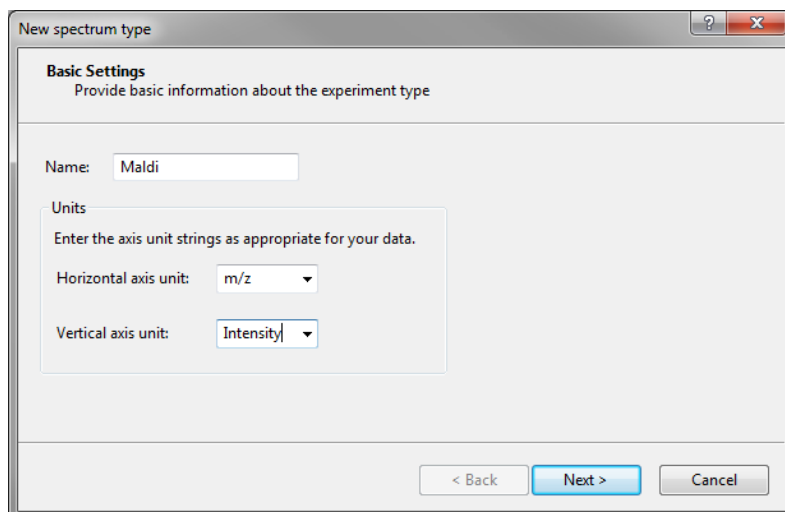 New spectrum type
?
X
Basic Settings
Provide basic information about the experiment type
Name: Maldi
Units
Enter the axis unit strings as appropriate for your data.
Horizontal axis unit: m/z
Vertical axis unit: Intensity
< Back Next > Cancel